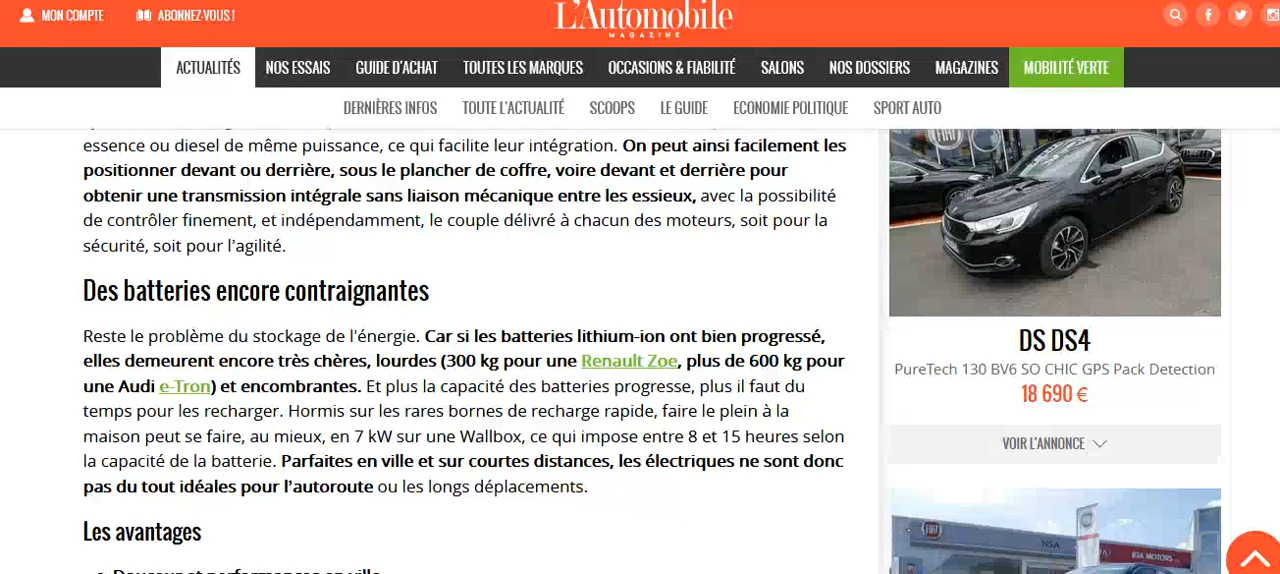 MON COMPTE
ABONNEZ-VOUS !
L'Automobile
MAGAZINE
ACTUALITÉS
NOS ESSAIS
GUIDE D'ACHAT
TOUTES LES MARQUES
OCCASIONS & FIABILITÉ
SALONS
NOS DOSSIERS
MAGAZINES
MOBILITÉ VERTE
DERNIÈRES INFOS
TOUTE L'ACTUALITÉ
SCOOPS
LE GUIDE
ECONOMIE POLITIQUE
SPORT AUTO
essence ou diesel de même puissance, ce qui facilite leur intégration. On peut ainsi facilement les
positionner devant ou derrière, sous le plancher de coffre, voire devant et derrière pour
obtenir une transmission intégrale sans liaison mécanique entre les essieux, avec la possibilité
de contrôler finement, et indépendamment, le couple délivré à chacun des moteurs, soit pour la
sécurité, soit pour l'agilité.
Des batteries encore contraignantes
Reste le problème du stockage de l'énergie. Car si les batteries lithium-ion ont bien progressé,
elles demeurent encore très chères, lourdes (300 kg pour une Renault Zoe, plus de 600 kg pour
une Audi e-Tron) et encombrantes. Et plus la capacité des batteries progresse, plus il faut du
temps pour les recharger. Hormis sur les rares bornes de recharge rapide, faire le plein à la
maison peut se faire, au mieux, en 7 kW sur une Wallbox, ce qui impose entre 8 et 15 heures selon
la capacité de la batterie. Parfaites en ville et sur courtes distances, les électriques ne sont donc
pas du tout idéales pour l'autoroute ou les longs déplacements.
Les avantages
Douceur et performances en ville
FIAT
DS DS4
PureTech 130 BV6 SO CHIC GPS Pack Detection
18 690 €
VOIR L'ANNONCE
FIAT
NSA
KIA MOTORS